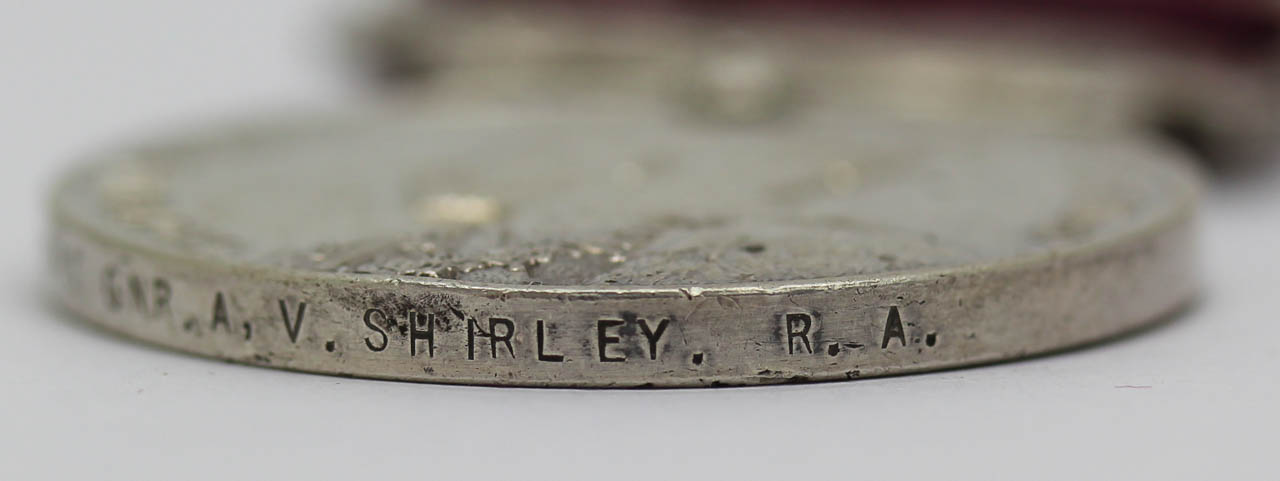 GNR. A, V. SHIRLEY. R. A.